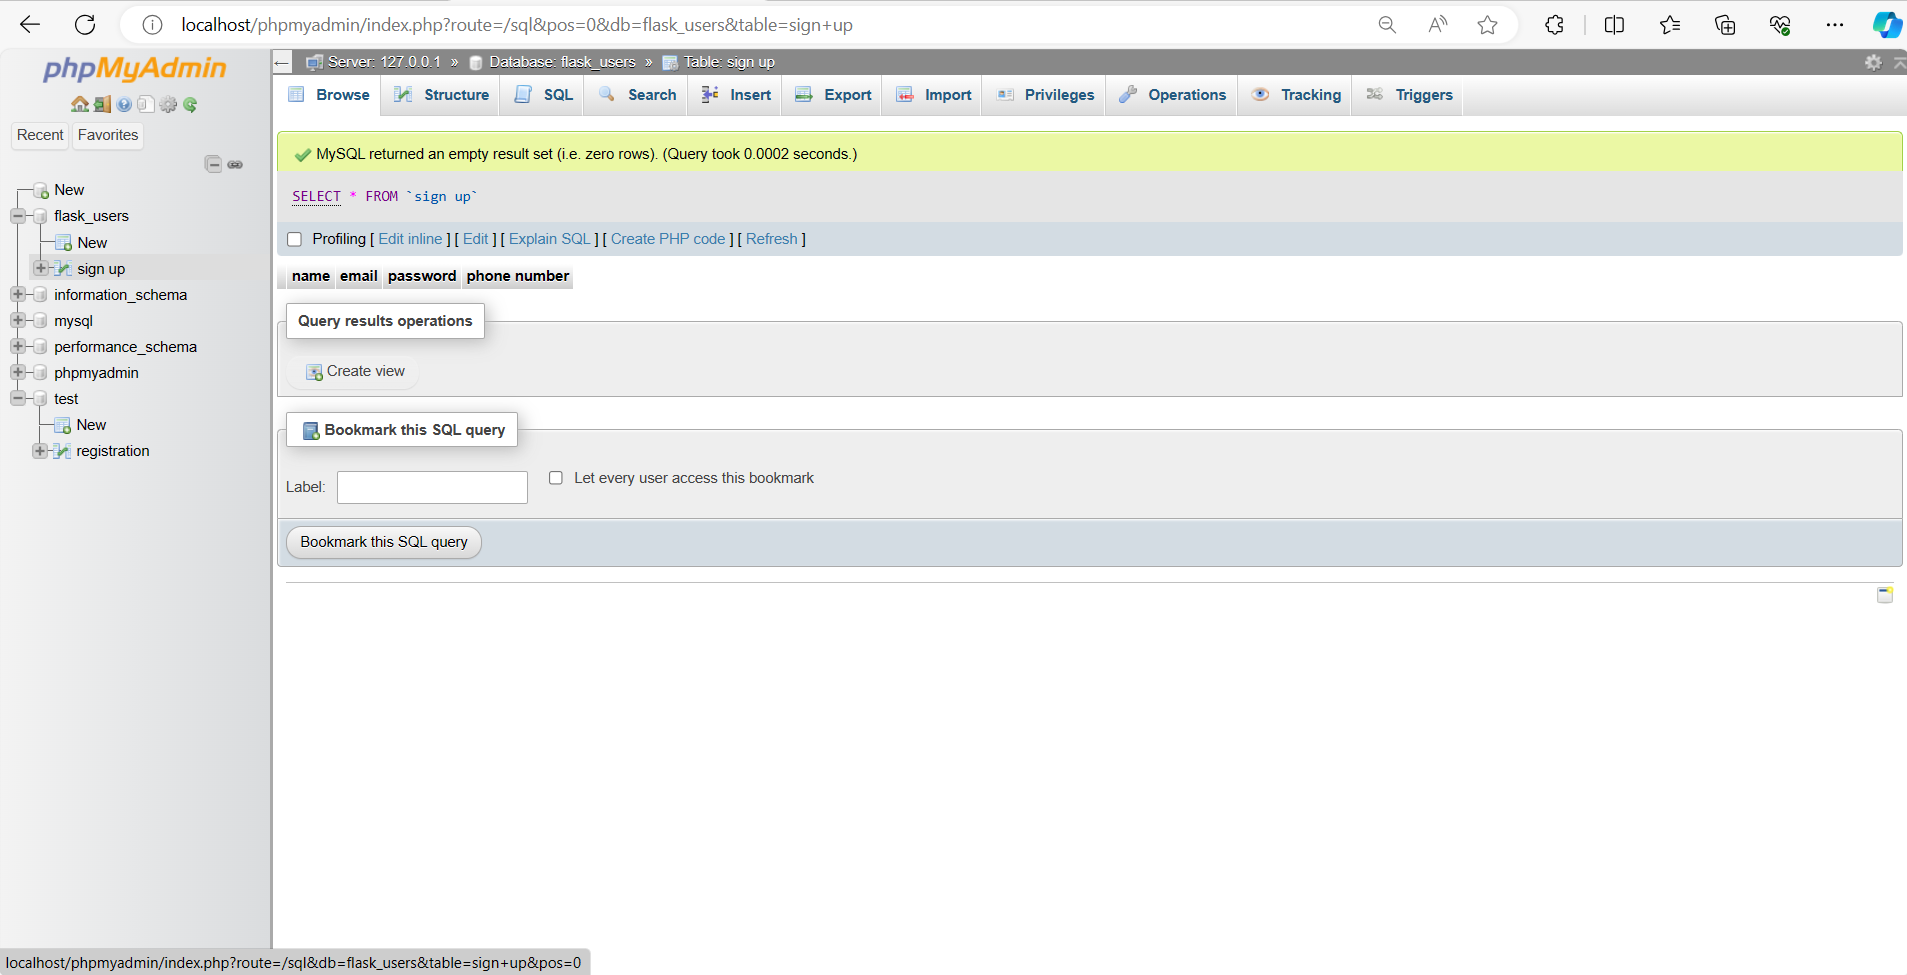 localhost/phpmyadmin/index.php?route=/sql&pos=0&db=flask_users&table=sign+up
phpMyAdmin
Recent Favorites
New
flask_users
New
sign up
information_schema
mysql
performance_schema
phpmyadmin
test
New
registration
Server: 127.0.0.1 » Database: flask_users » Table: sign up
Browse Structure SQL Search Insert Export Import Privileges Operations Tracking Triggers
MySQL returned an empty result set (i.e. zero rows). (Query took 0.0002 seconds.)
SELECT * FROM `sign up`
Profiling [ Edit inline ] [ Edit ] [ Explain SQL ] [ Create PHP code ] [ Refresh ]
name email password phone number
Query results operations
Create view
Bookmark this SQL query
Label: Let every user access this bookmark
Bookmark this SQL query
localhost/phpmyadmin/index.php?route=/sql&db=flask_users&table=sign+up&pos=0